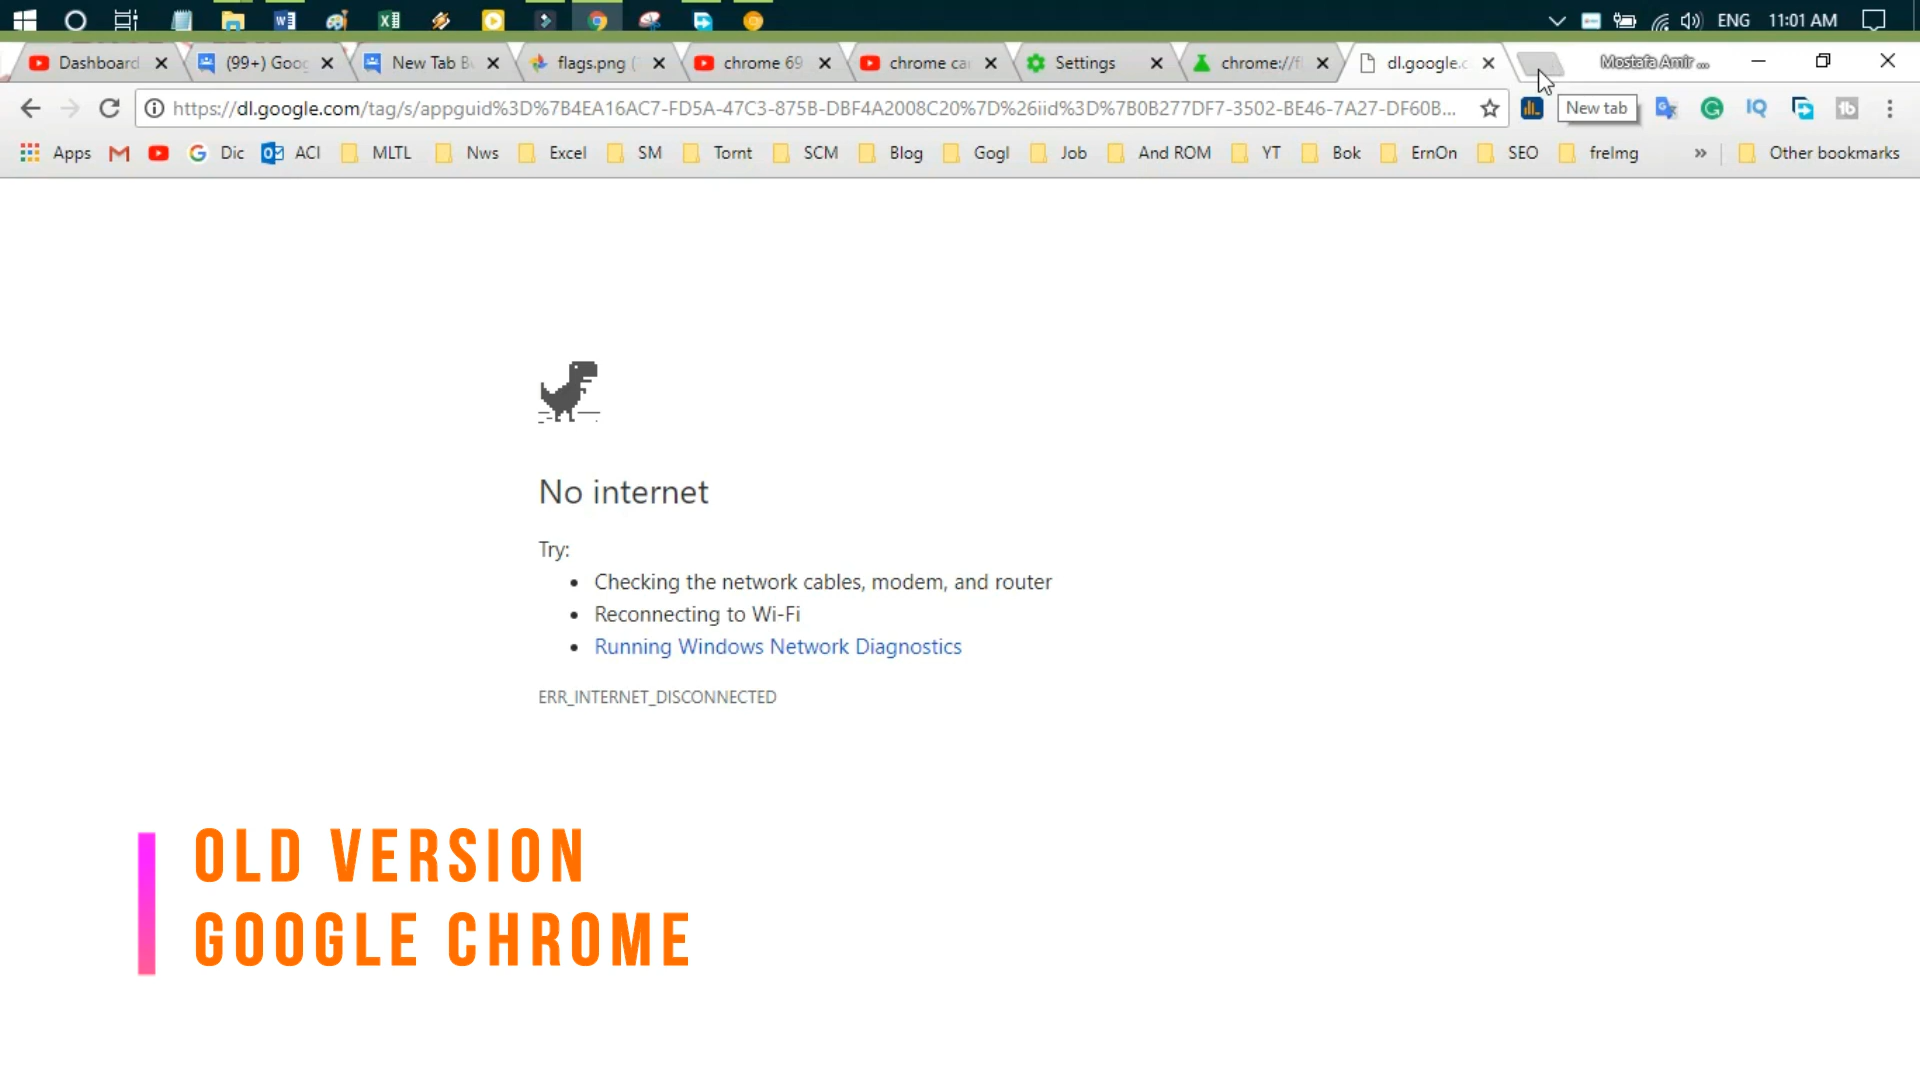 ENG 11:01 AM
Dashboard (99+) Goog New Tab B flags.png ( chrome 69 chrome ca Settings chrome://f dl.google.c Mostafa Amir ...
https://dl.google.com/tag/s/appguid%3D%7B4EA16AC7-FD5A-47C3-875B-DBF4A2008C20%7D%26iid%3D%7B0B277DF7-3502-BE46-7A27-DF60B... New tab IQ
Apps Dic ACI MLTL Nws Excel SM Tornt SCM Blog Gogl Job And ROM YT Bok ErnOn SEO freImg » Other bookmarks
No internet
Try:
• Checking the network cables, modem, and router
• Reconnecting to Wi-Fi
• Running Windows Network Diagnostics
ERR_INTERNET_DISCONNECTED
OLD VERSION
GOOGLE CHROME